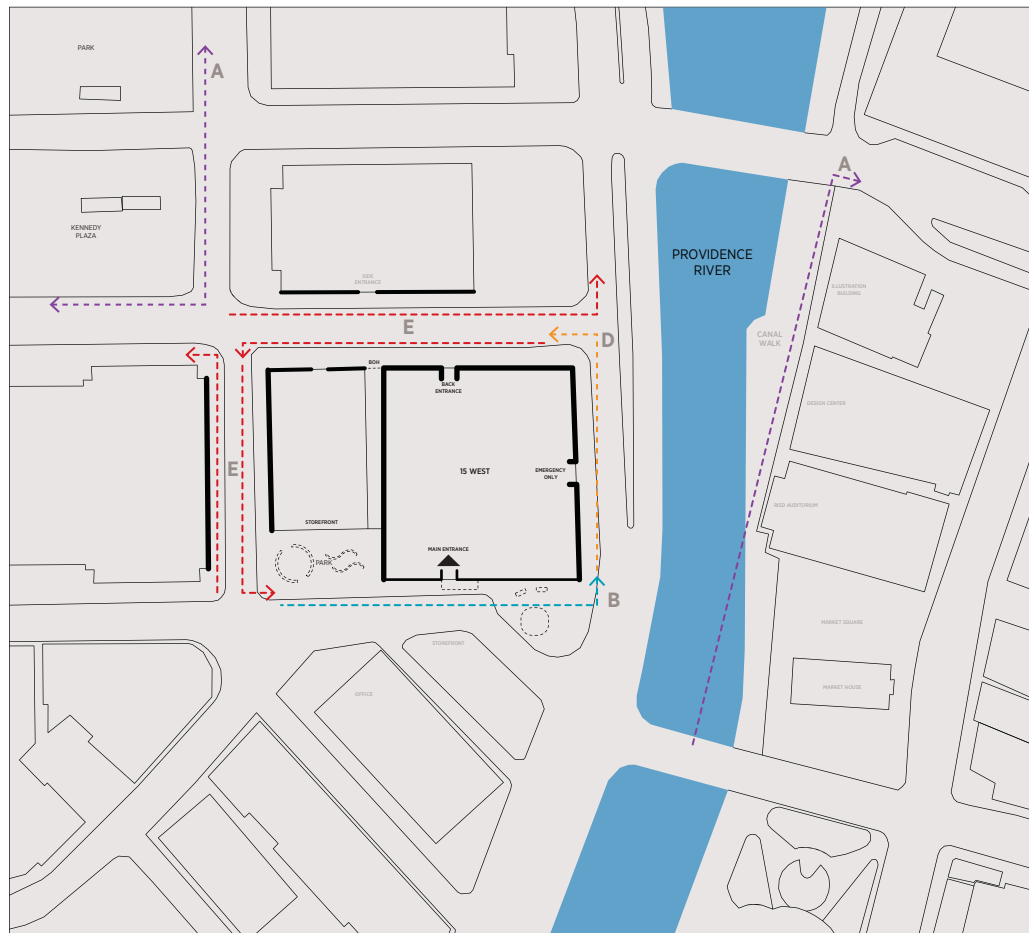 PARK
A
A
KENNEDY
PLAZA
PROVIDENCE
RIVER
SIDE
ENTRANCE
ILLUSTRATION
BUILDING
E
D
CANAL
WALK
BOH
BACK
ENTRANCE
DESIGN CENTER
E
15 WEST
EMERGENCY
ONLY
RISD AUDITORIUM
STOREFRONT
MAIN ENTRANCE
PARK
B
MARKET SQUARE
STOREFRONT
OFFICE
MARKET HOUSE